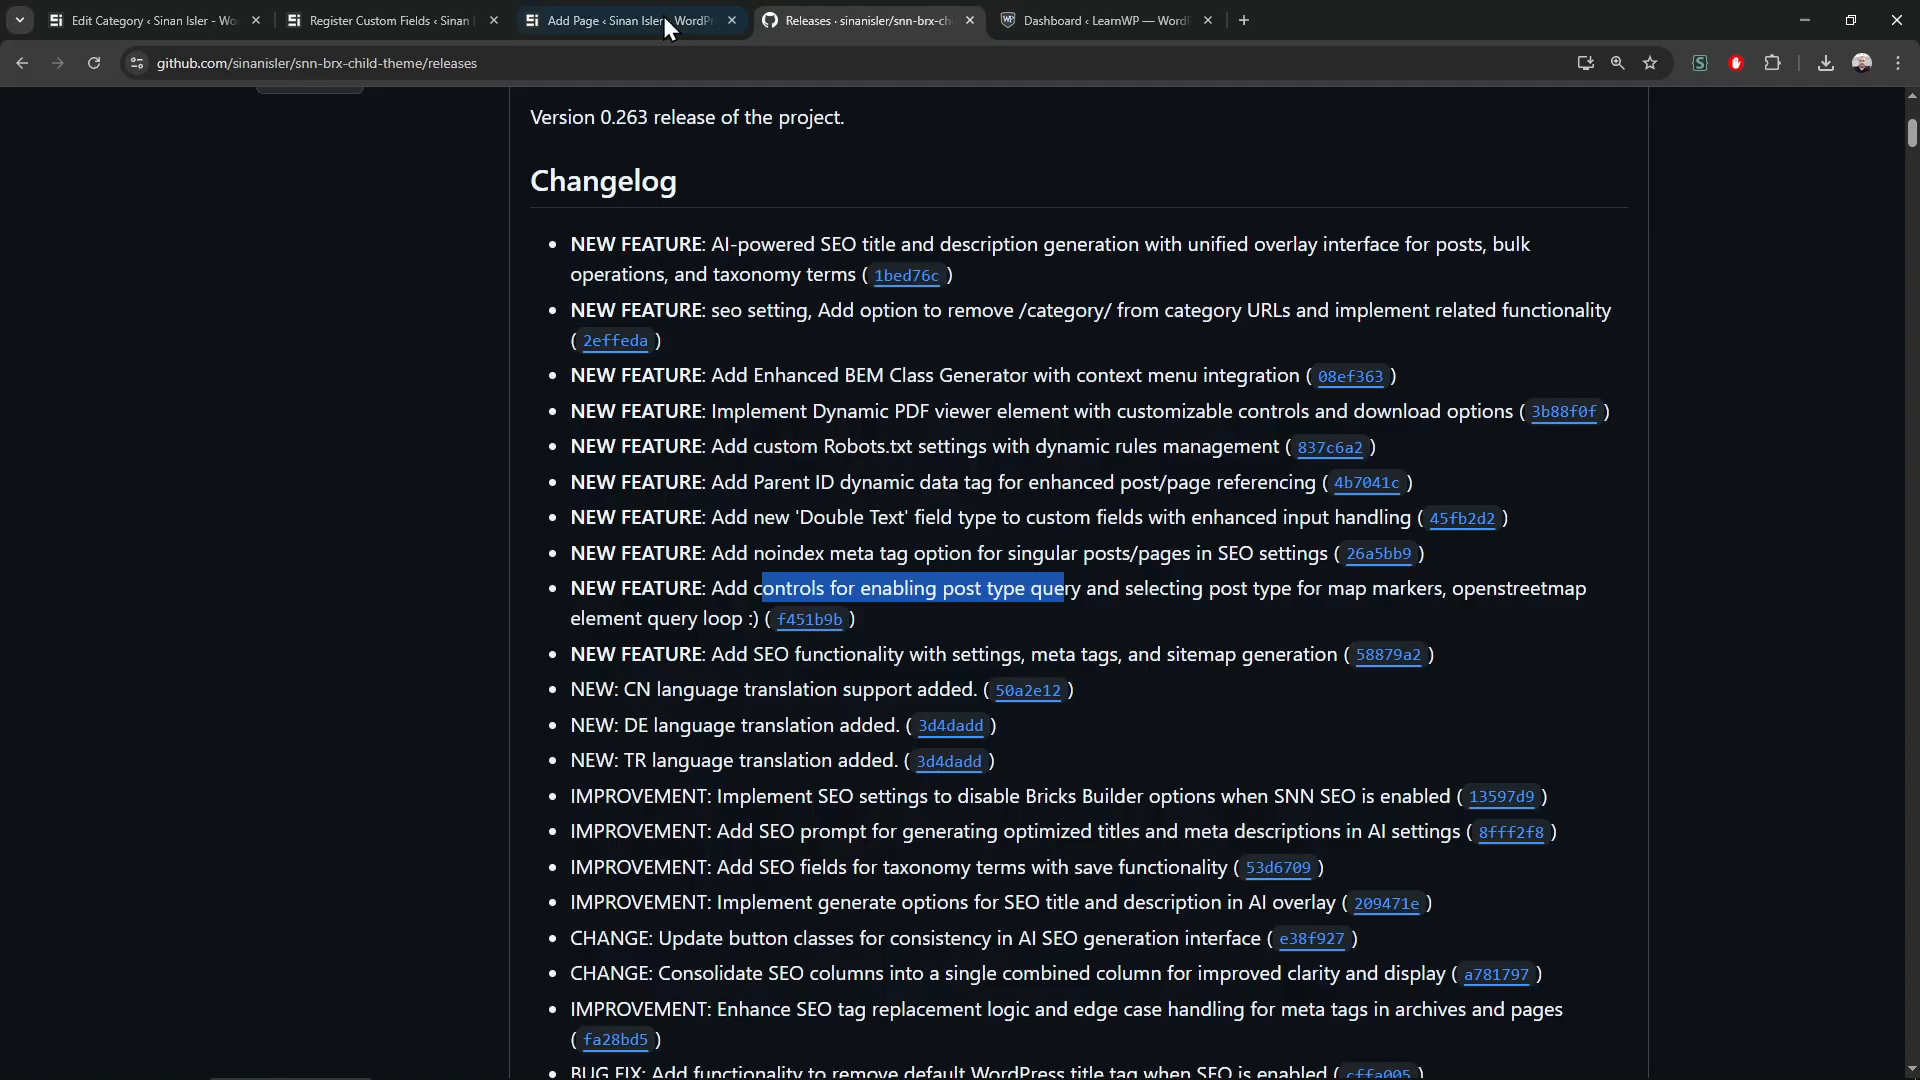 Edit Category ‹ Sinan Isler - Wo
Register Custom Fields ‹ Sinan
Add Page ‹ Sinan Isler WordPr
Releases · sinanisler/snn-brx-ch
Dashboard ‹ LearnWP — Word
github.com/sinanisler/snn-brx-child-theme/releases
Version 0.263 release of the project.
Changelog
• NEW FEATURE: AI-powered SEO title and description generation with unified overlay interface for posts, bulk
operations, and taxonomy terms ( 1bed76c )
• NEW FEATURE: seo setting, Add option to remove /category/ from category URLs and implement related functionality
( 2effeda )
• NEW FEATURE: Add Enhanced BEM Class Generator with context menu integration ( 08ef363 )
• NEW FEATURE: Implement Dynamic PDF viewer element with customizable controls and download options ( 3b88f0f )
• NEW FEATURE: Add custom Robots.txt settings with dynamic rules management ( 837c6a2 )
• NEW FEATURE: Add Parent ID dynamic data tag for enhanced post/page referencing ( 4b7041c )
• NEW FEATURE: Add new 'Double Text' field type to custom fields with enhanced input handling ( 45fb2d2 )
• NEW FEATURE: Add noindex meta tag option for singular posts/pages in SEO settings ( 26a5bb9 )
• NEW FEATURE: Add controls for enabling post type query and selecting post type for map markers, openstreetmap
element query loop :) ( f451b9b )
• NEW FEATURE: Add SEO functionality with settings, meta tags, and sitemap generation ( 58879a2 )
• NEW: CN language translation support added. ( 50a2e12 )
• NEW: DE language translation added. ( 3d4dadd )
• NEW: TR language translation added. ( 3d4dadd )
• IMPROVEMENT: Implement SEO settings to disable Bricks Builder options when SNN SEO is enabled ( 13597d9 )
• IMPROVEMENT: Add SEO prompt for generating optimized titles and meta descriptions in AI settings ( 8fff2f8 )
• IMPROVEMENT: Add SEO fields for taxonomy terms with save functionality ( 53d6709 )
• IMPROVEMENT: Implement generate options for SEO title and description in AI overlay ( 209471e )
• CHANGE: Update button classes for consistency in AI SEO generation interface ( e38f927 )
• CHANGE: Consolidate SEO columns into a single combined column for improved clarity and display ( a781797 )
• IMPROVEMENT: Enhance SEO tag replacement logic and edge case handling for meta tags in archives and pages
( fa28bd5 )
• BUG FIX: Add functionality to remove default WordPress title tag when SEO is enabled ( cffa005 )